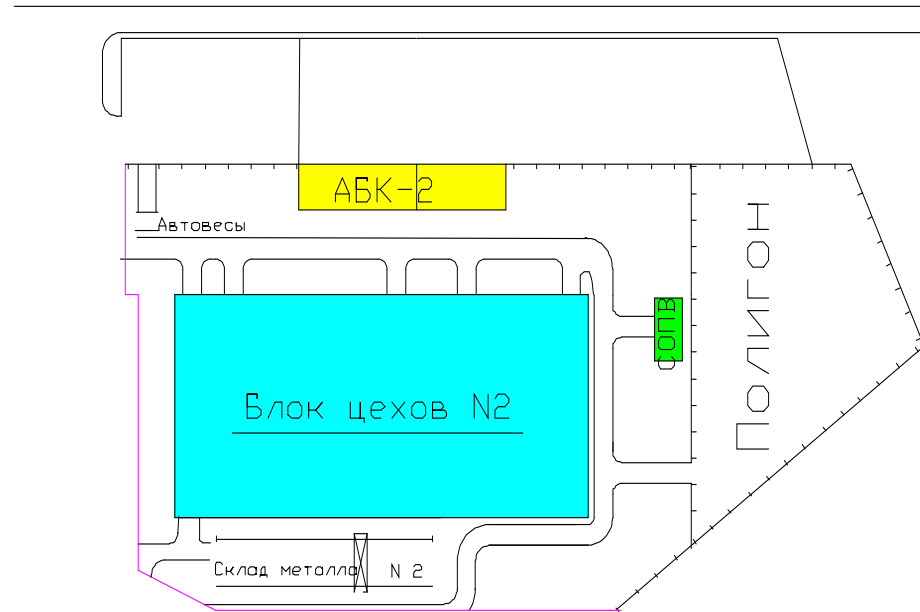 АБК-2
Автовесы
СОПВ
Полигон
Блок цехов N2
Склад металла N 2